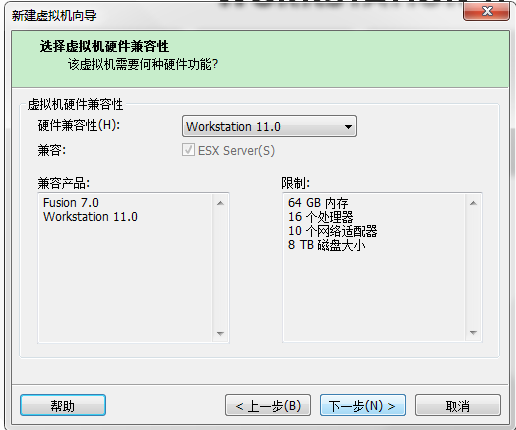 新建虚拟机向导
选择虚拟机硬件兼容性
该虚拟机需要何种硬件功能?
虚拟机硬件兼容性
硬件兼容性(H): Workstation 11.0
兼容: ESX Server(S)
兼容产品: 限制:
Fusion 7.0
Workstation 11.0
64 GB 内存
16 个处理器
10 个网络适配器
8 TB 磁盘大小
帮助 < 上一步(B) 下一步(N) > 取消